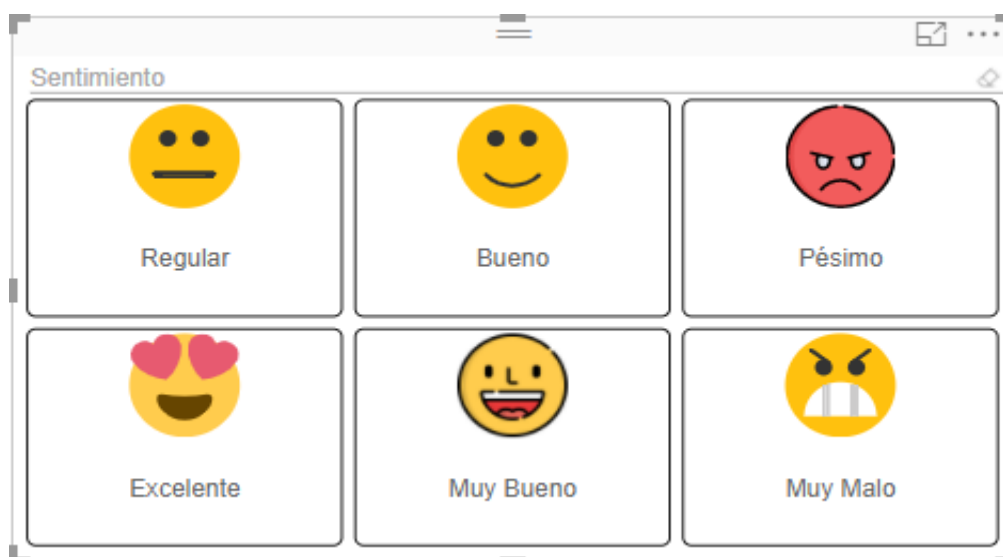 Sentimiento
Regular
Bueno
Pésimo
Excelente
Muy Bueno
Muy Malo